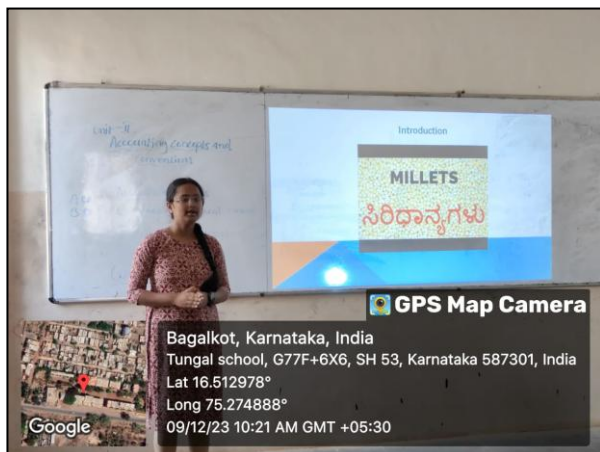 Unit-II
Accounting concepts and
conventions
Introduction
MILLETS
ಸಿರಿಧಾನ್ಯಗಳು
GPS Map Camera
Bagalkot, Karnataka, India
Tungal school, G77F+6X6, SH 53, Karnataka 587301, India
Lat 16.512978°
Long 75.274888°
09/12/23 10:21 AM GMT +05:30
Google